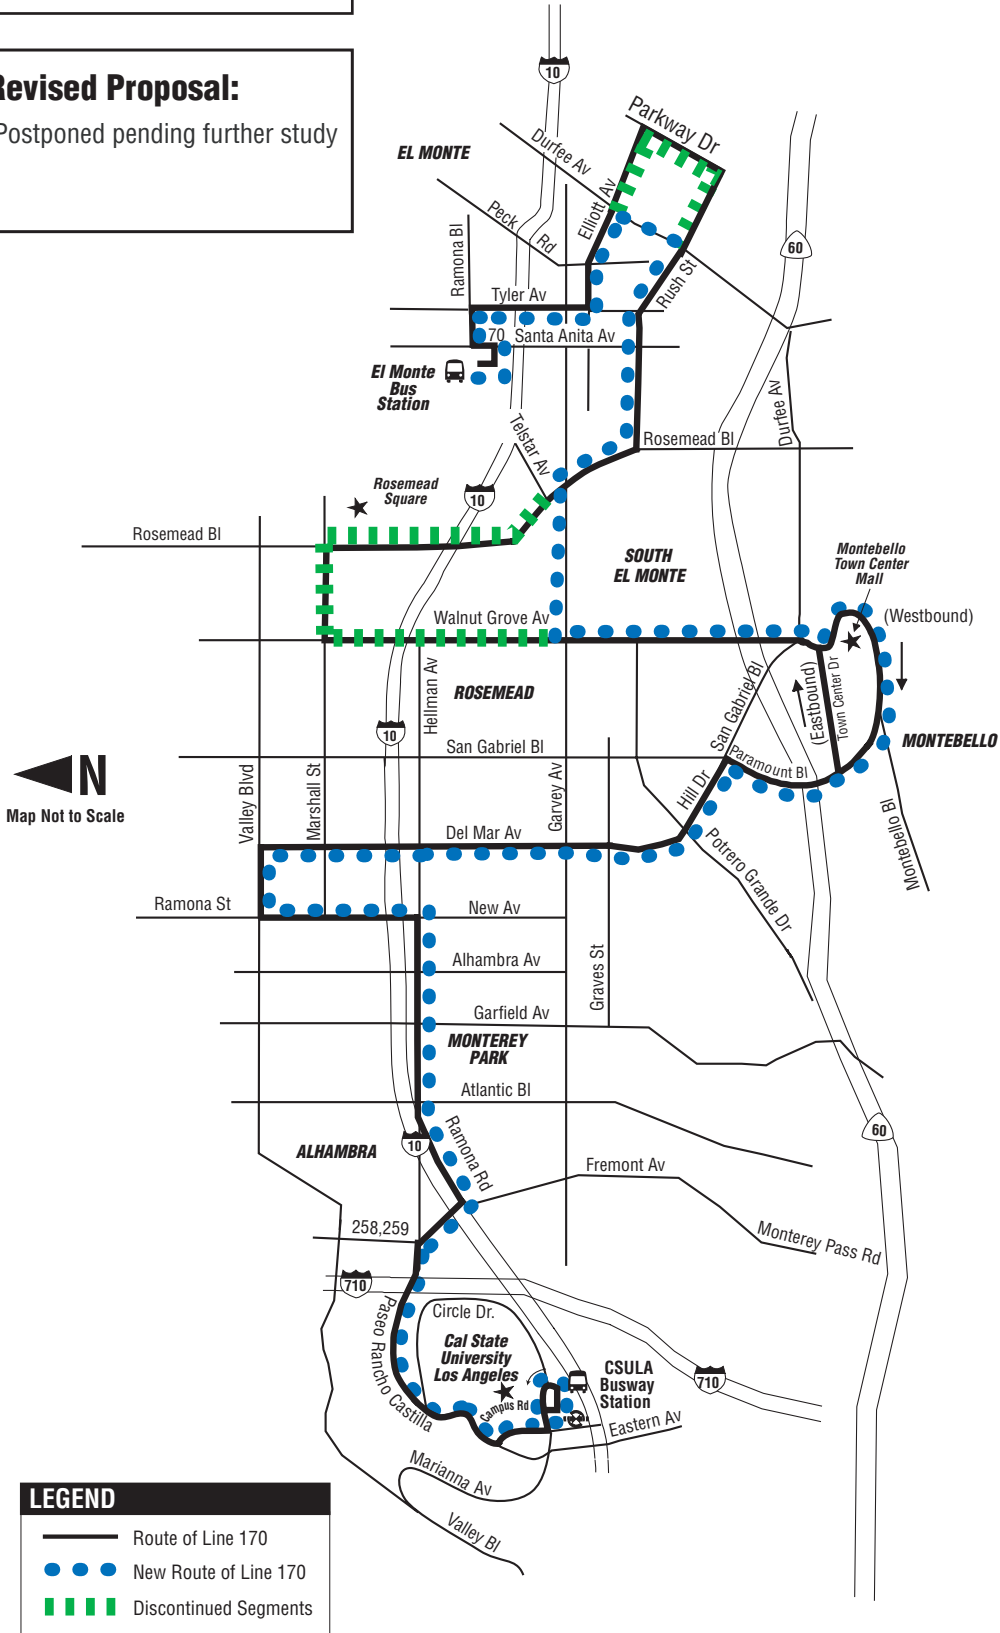 Revised Proposal:
Postponed pending further study
10
Parkway Dr
Durfee Av
EL MONTE
Elliott Av
Peck Rd
Ramona Bl
60
Rush St
Tyler Av
70 Santa Anita Av
El Monte
Bus
Station
Durfee Av
Telstar Av
Rosemead Bl
Rosemead
Square
10
Rosemead Bl
SOUTH
EL MONTE
Montebello
Town Center
Mall
Walnut Grove Av
(Westbound)
Hellman Av
ROSEMEAD
San Gabriel Bl
(Eastbound)
Town Center Dr
10
MONTEBELLO
San Gabriel Bl
Paramount Bl
N
Map Not to Scale
Valley Blvd
Marshall St
Garvey Av
Hill Dr
Montebello Bl
Del Mar Av
Potrero Grande Dr
Ramona St
New Av
Alhambra Av
Graves St
Garfield Av
MONTEREY
PARK
Atlantic Bl
60
10
ALHAMBRA
Ramona Rd
Fremont Av
258,259
Monterey Pass Rd
710
Paseo Rancho Castilla
Circle Dr.
Cal State
University
Los Angeles
CSULA
Busway
Station
710
Campus Rd
Eastern Av
Marianna Av
Valley Bl
LEGEND
Route of Line 170
New Route of Line 170
Discontinued Segments